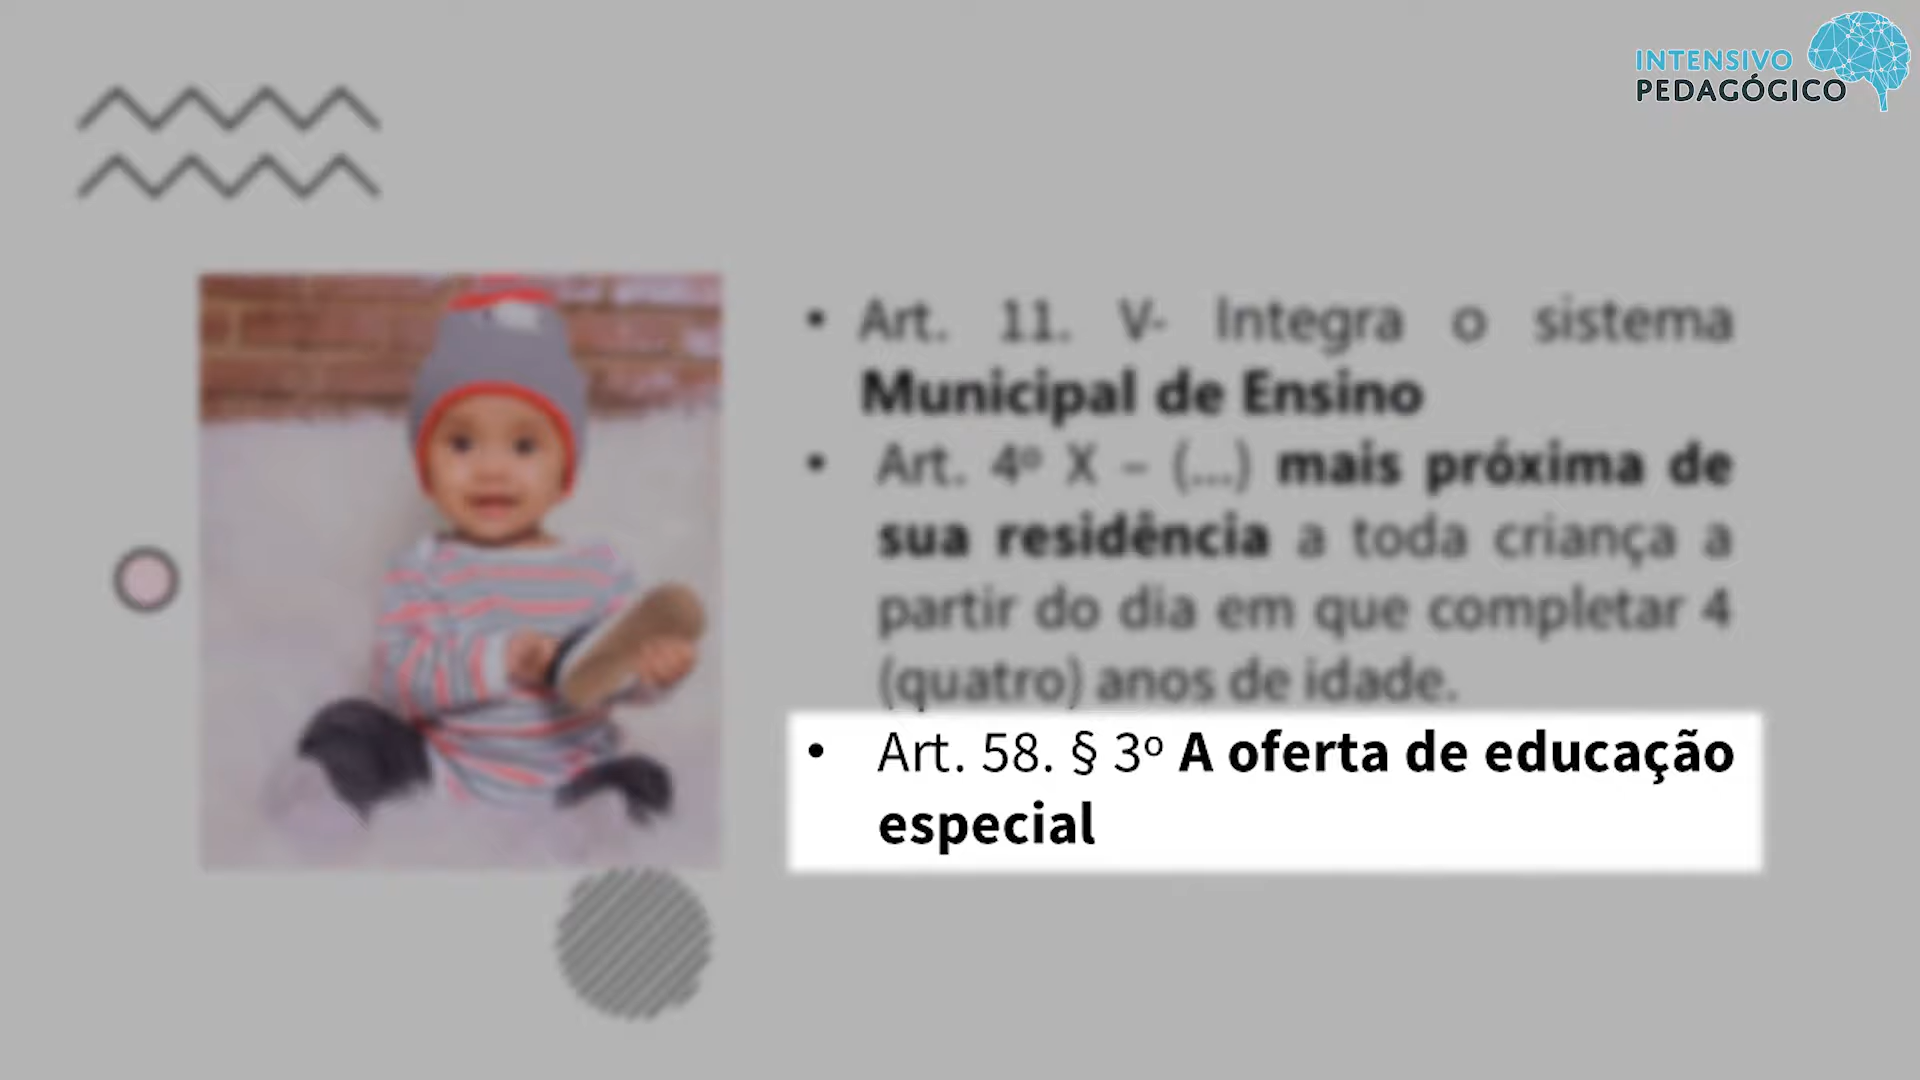 INTENSIVO
PEDAGÓGICO
• Art. 11. V- Integra o sistema
Municipal de Ensino
• Art. 4º X – (...) mais próxima de
sua residência a toda criança a
partir do dia em que completar 4
(quatro) anos de idade.
• Art. 58. § 3º A oferta de educação
especial